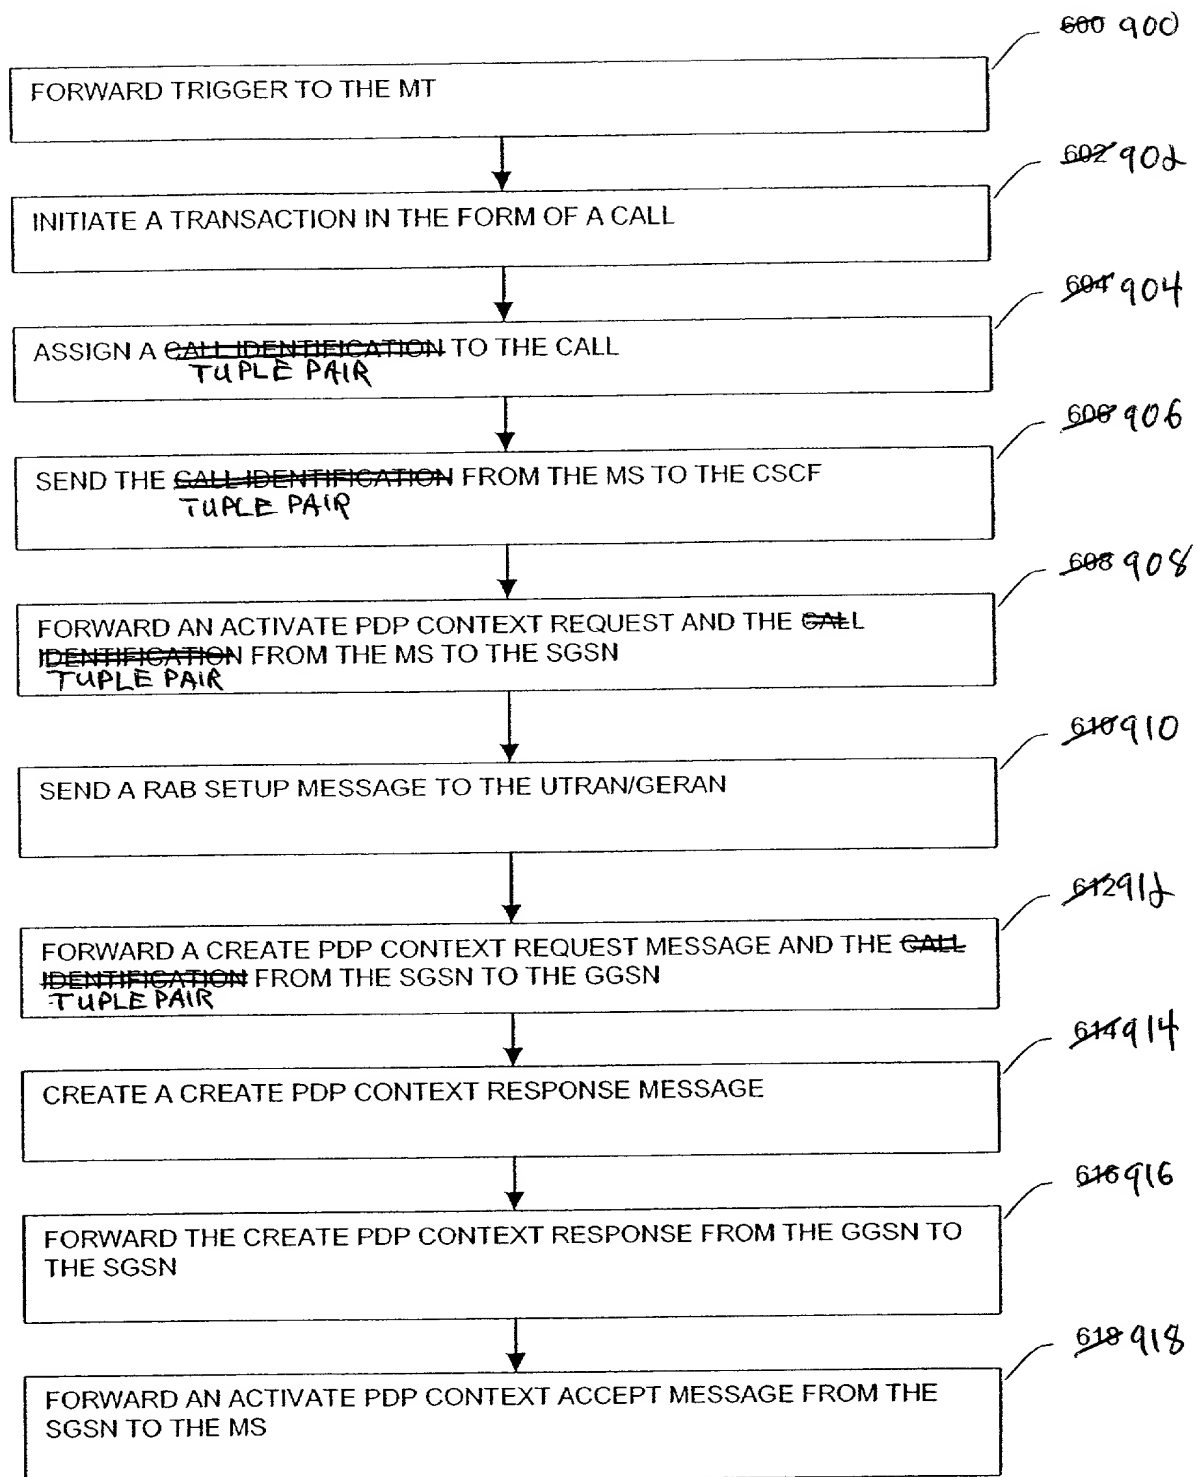 600 900
FORWARD TRIGGER TO THE MT
602 902
INITIATE A TRANSACTION IN THE FORM OF A CALL
604 904
ASSIGN A CALL IDENTIFICATION TO THE CALL
TUPLE PAIR
606 906
SEND THE CALL IDENTIFICATION FROM THE MS TO THE CSCF
TUPLE PAIR
608 908
FORWARD AN ACTIVATE PDP CONTEXT REQUEST AND THE CALL
IDENTIFICATION FROM THE MS TO THE SGSN
TUPLE PAIR
610 910
SEND A RAB SETUP MESSAGE TO THE UTRAN/GERAN
612 912
FORWARD A CREATE PDP CONTEXT REQUEST MESSAGE AND THE CALL
IDENTIFICATION FROM THE SGSN TO THE GGSN
TUPLE PAIR
614 914
CREATE A CREATE PDP CONTEXT RESPONSE MESSAGE
616 916
FORWARD THE CREATE PDP CONTEXT RESPONSE FROM THE GGSN TO
THE SGSN
618 918
FORWARD AN ACTIVATE PDP CONTEXT ACCEPT MESSAGE FROM THE
SGSN TO THE MS